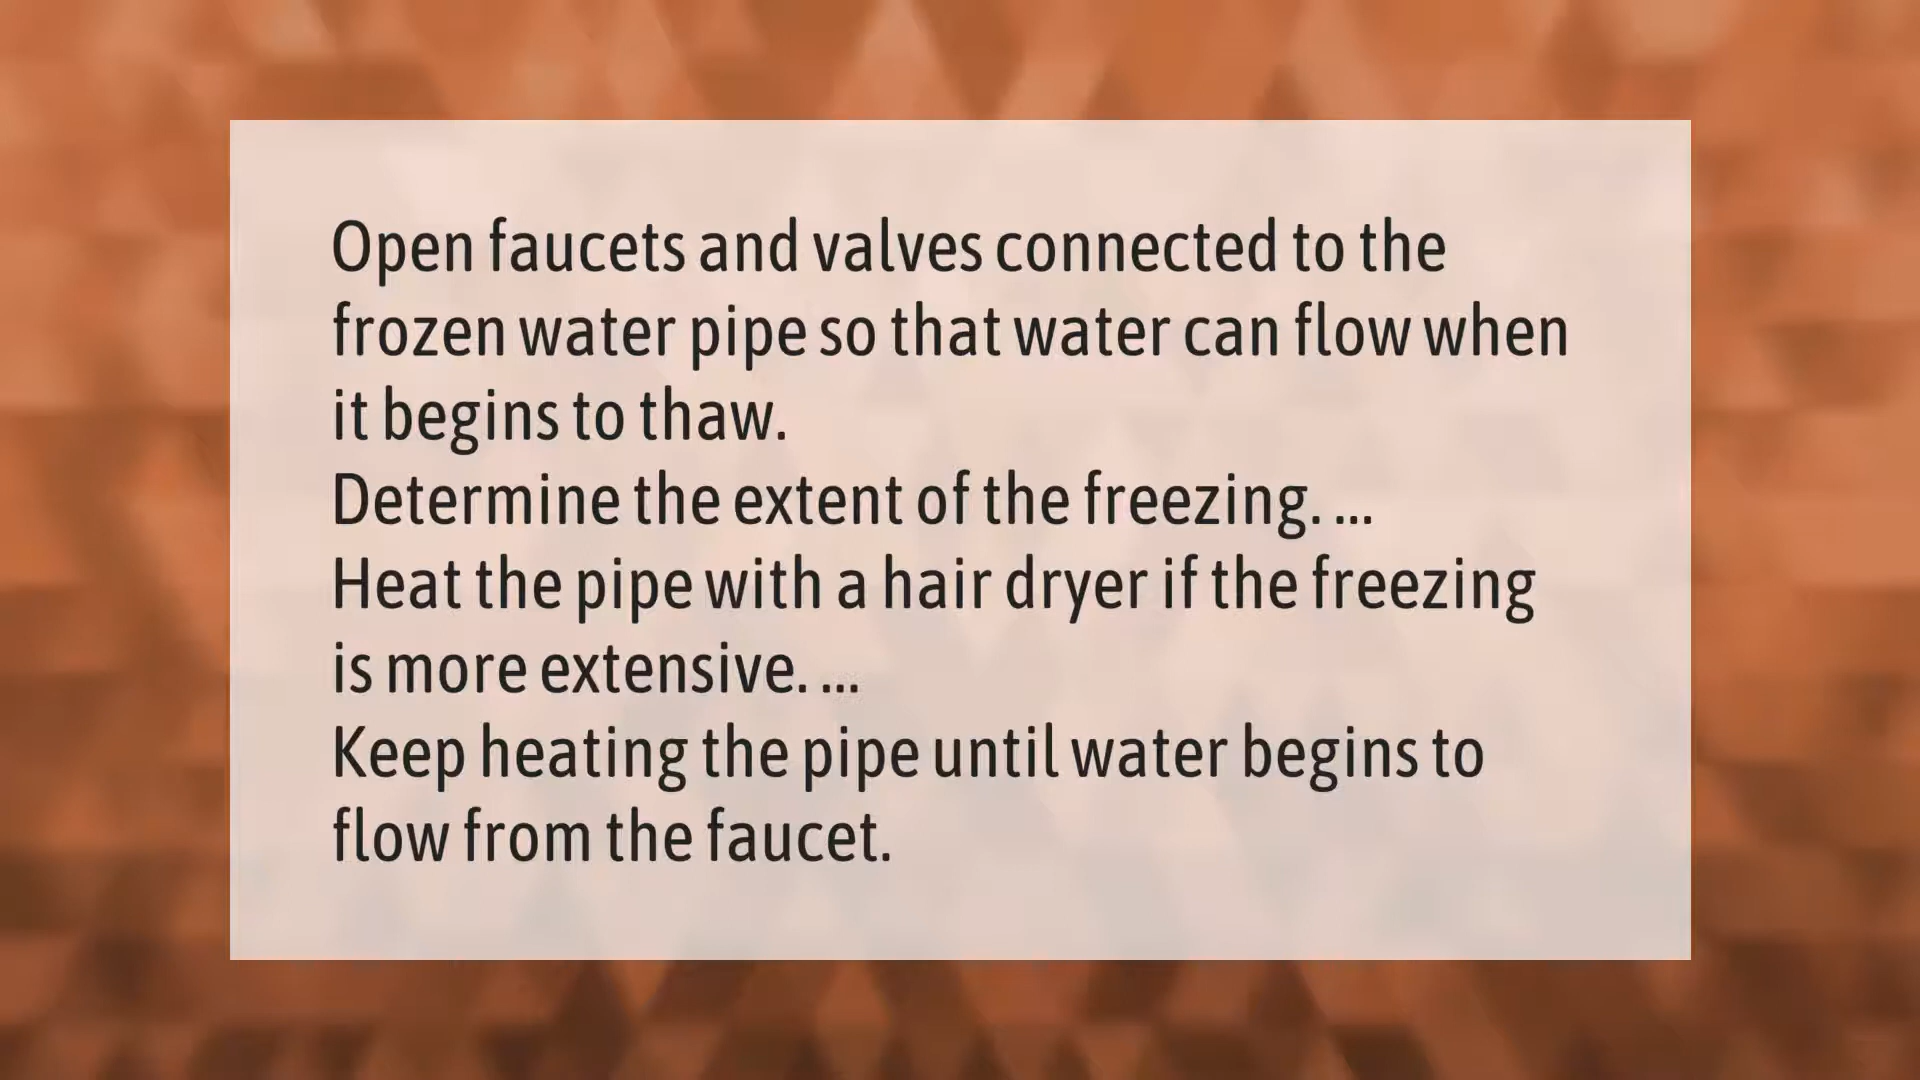 Open faucets and valves connected to the
frozen water pipe so that water can flow when
it begins to thaw.
Determine the extent of the freezing. ...
Heat the pipe with a hair dryer if the freezing
is more extensive. ...
Keep heating the pipe until water begins to
flow from the faucet.